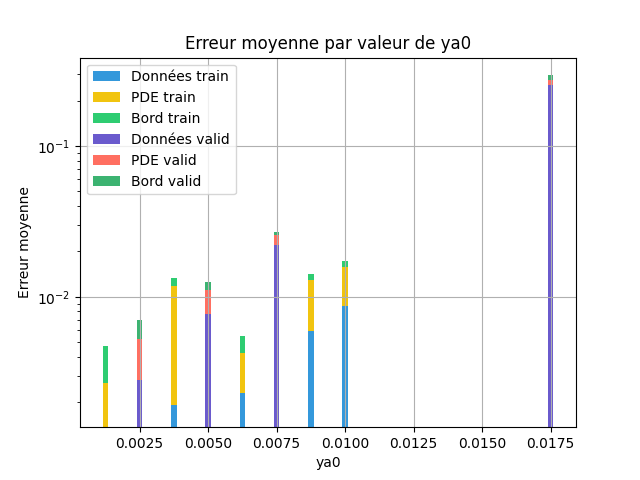 Erreur moyenne par valeur de ya0
Données train
PDE train
Bord train
Données valid
PDE valid
Bord valid
10⁻¹
10⁻²
Erreur moyenne
0.0025 0.0050 0.0075 0.0100 0.0125 0.0150 0.0175
ya0